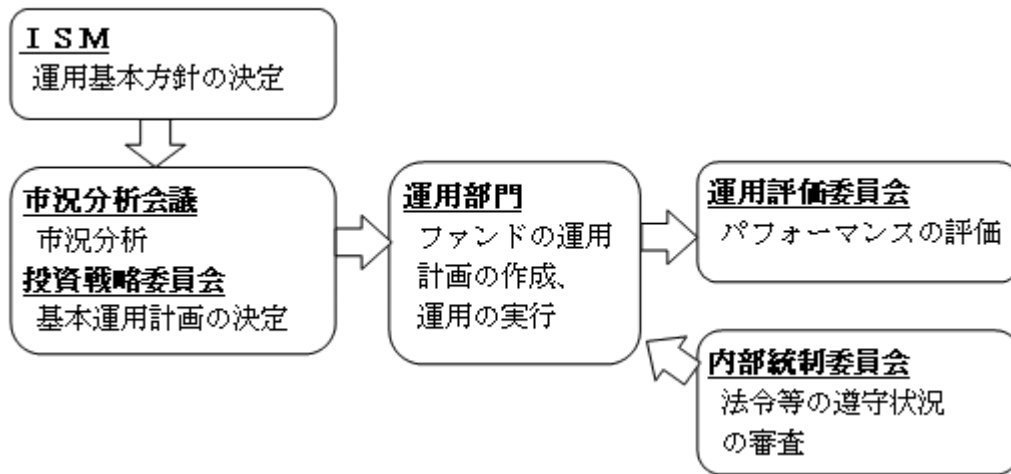 ＩＳＭ
運用基本方針の決定
市況分析会議
市況分析
投資戦略委員会
基本運用計画の決定
運用部門
ファンドの運用
計画の作成、
運用の実行
運用評価委員会
パフォーマンスの評価
内部統制委員会
法令等の遵守状況
の審査